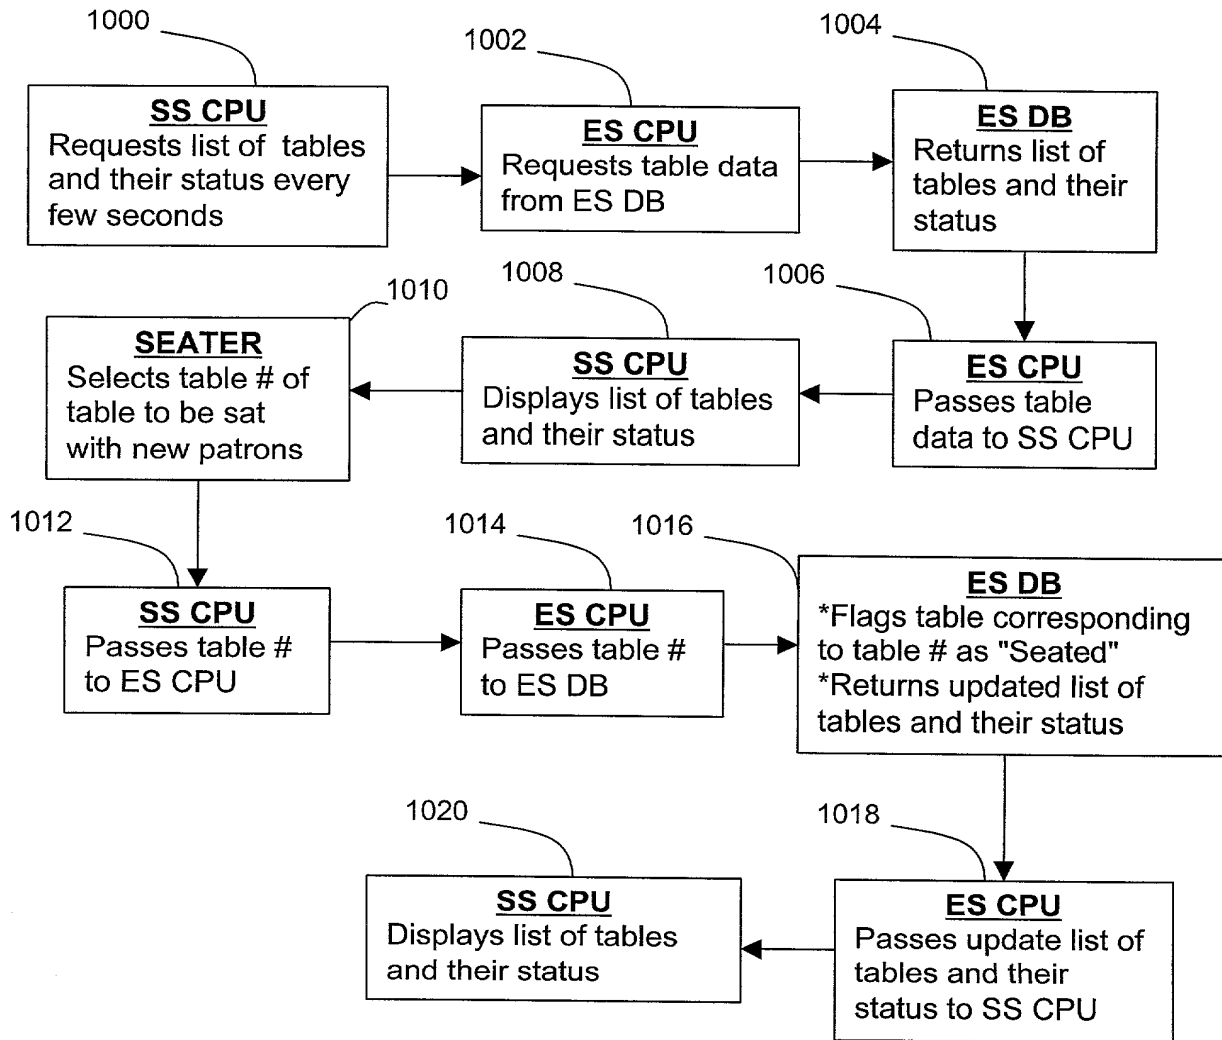 1000
SS CPU
Requests list of tables
and their status every
few seconds
1002
ES CPU
Requests table data
from ES DB
1004
ES DB
Returns list of
tables and their
status
1006
ES CPU
Passes table
data to SS CPU
1008
SS CPU
Displays list of tables
and their status
1010
SEATER
Selects table # of
table to be sat
with new patrons
1012
SS CPU
Passes table #
to ES CPU
1014
ES CPU
Passes table #
to ES DB
1016
ES DB
*Flags table corresponding
to table # as "Seated"
*Returns updated list of
tables and their status
1018
ES CPU
Passes update list of
tables and their
status to SS CPU
1020
SS CPU
Displays list of tables
and their status